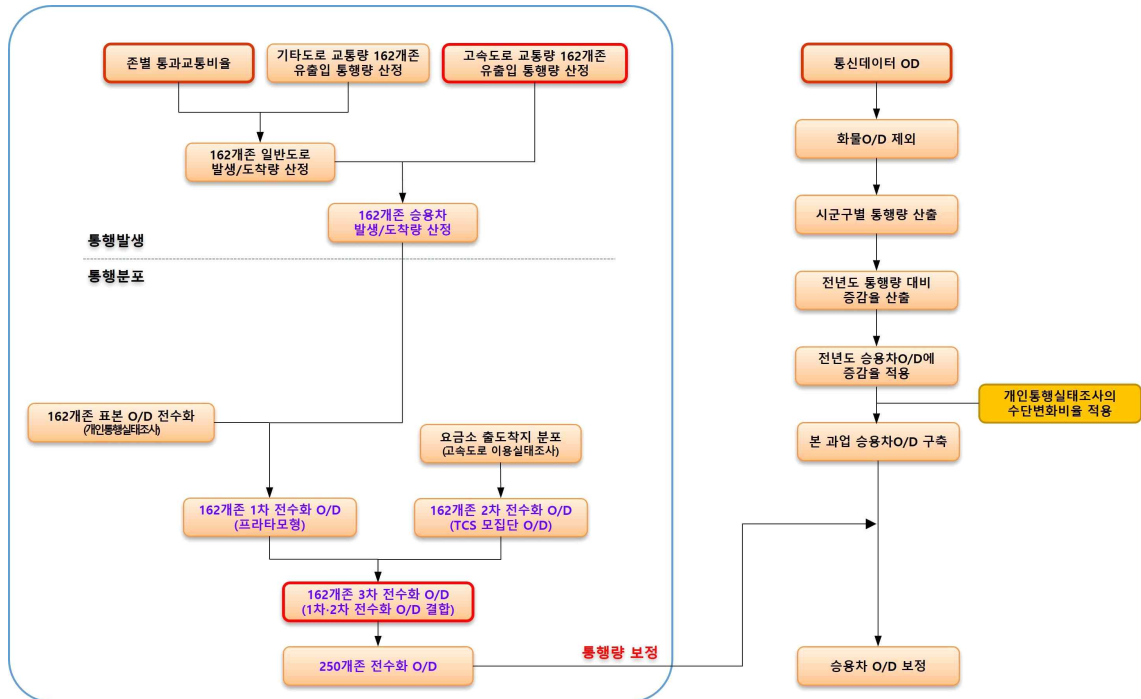 존별 통과교통비율
기타도로 교통량 162개존
유출입 통행량 산정
고속도로 교통량 162개존
유출입 통행량 산정
162개존 일반도로
발생/도착량 산정
162개존 승용차
발생/도착량 산정
통행발생
통행분포
162개존 표본 O/D 전수화
(개인통행실태조사)
요금소 출도착지 분포
(고속도로 이용실태조사)
162개존 1차 전수화 O/D
(프라타모형)
162개존 2차 전수화 O/D
(TCS 모집단 O/D)
162개존 3차 전수화 O/D
(1차·2차 전수화 O/D 결합)
250개존 전수화 O/D
통행량 보정
통신데이터 OD
화물O/D 제외
시군구별 통행량 산출
전년도 통행량 대비
증감율 산출
전년도 승용차O/D에
증감율 적용
개인통행실태조사의
수단변화비율 적용
본 과업 승용차O/D 구축
승용차 O/D 보정